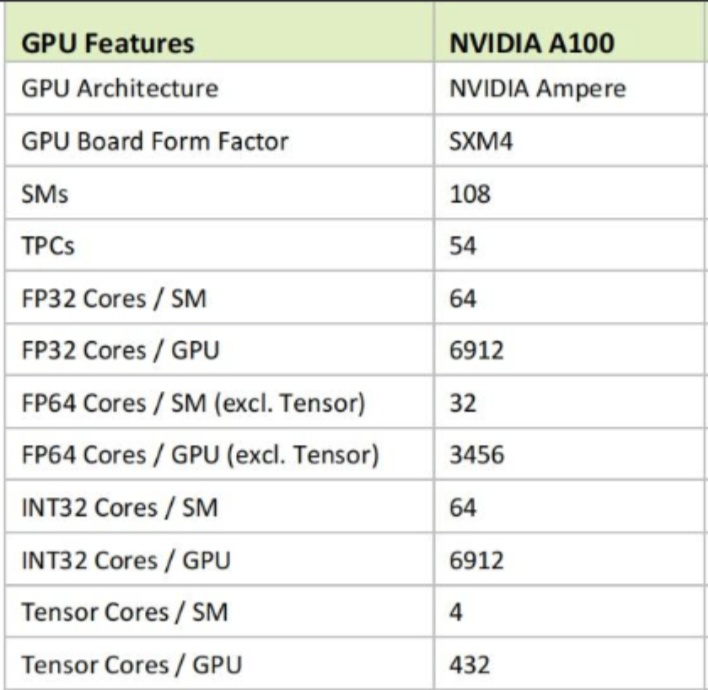 GPU Features NVIDIA A100
GPU Architecture NVIDIA Ampere
GPU Board Form Factor SXM4
SMs 108
TPCs 54
FP32 Cores / SM 64
FP32 Cores / GPU 6912
FP64 Cores / SM (excl. Tensor) 32
FP64 Cores / GPU (excl. Tensor) 3456
INT32 Cores / SM 64
INT32 Cores / GPU 6912
Tensor Cores / SM 4
Tensor Cores / GPU 432